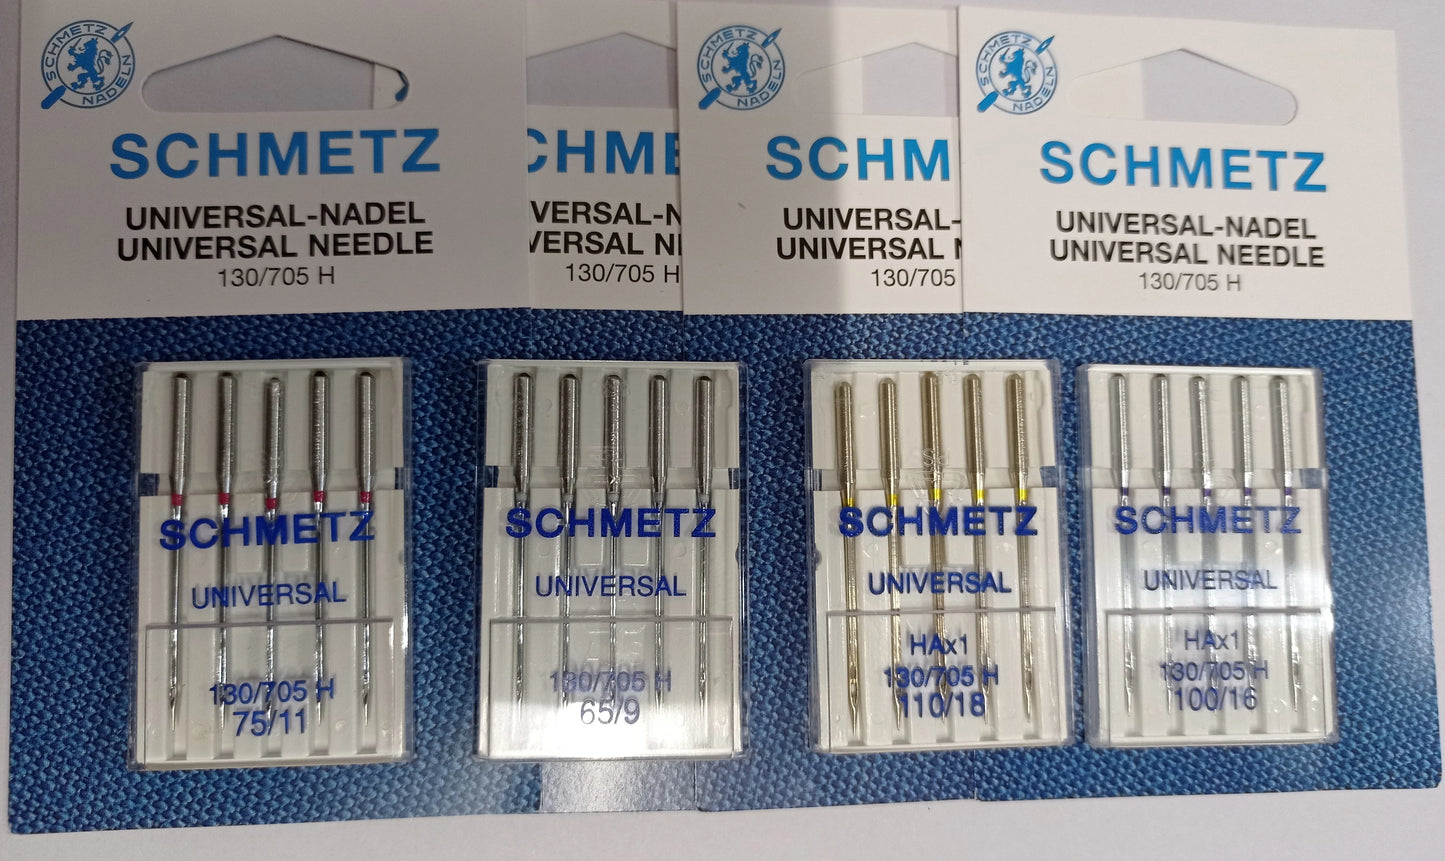 SCHMETZ NADELN
SCHMETZ
UNIVERSAL-NADEL
UNIVERSAL NEEDLE
130/705 H
SCHMETZ
UNIVERSAL
130/705 H
75/11
CHME
VERSAL-N
VERSAL NE
130/705 H
SCHMETZ
UNIVERSAL
130/705 H
65/9
SCHMETZ NADELN
SCHM
UNIVERSAL-
UNIVERSAL N
130/705
SCHMETZ
UNIVERSAL
HAx1
130/705 H
110/18
SCHMETZ NADELN
SCHMETZ
UNIVERSAL-NADEL
UNIVERSAL NEEDLE
130/705 H
SCHMETZ
UNIVERSAL
HAx1
130/705 H
100/16